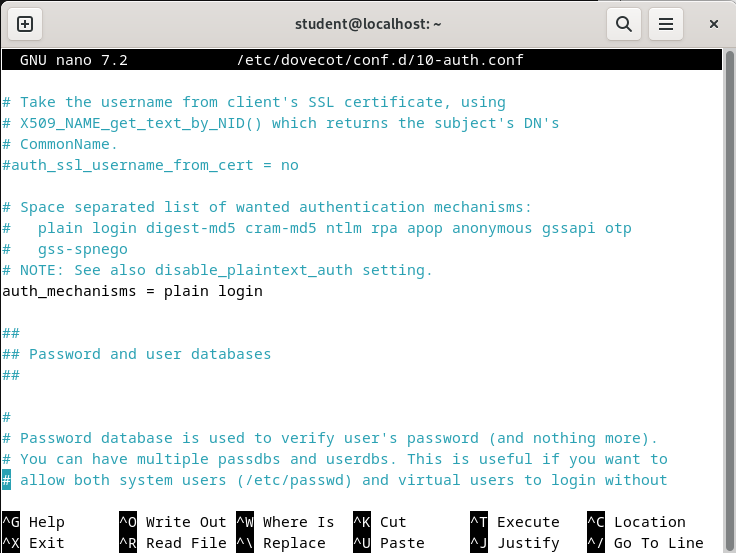 student@localhost: ~
GNU nano 7.2 /etc/dovecot/conf.d/10-auth.conf
# Take the username from client's SSL certificate, using
# X509_NAME_get_text_by_NID() which returns the subject's DN's
# CommonName.
#auth_ssl_username_from_cert = no
# Space separated list of wanted authentication mechanisms:
#   plain login digest-md5 cram-md5 ntlm rpa apop anonymous gssapi otp
#   gss-spnego
# NOTE: See also disable_plaintext_auth setting.
auth_mechanisms = plain login
##
## Password and user databases
##
#
# Password database is used to verify user's password (and nothing more).
# You can have multiple passdbs and userdbs. This is useful if you want to
# allow both system users (/etc/passwd) and virtual users to login without
^G Help ^O Write Out ^W Where Is ^K Cut ^T Execute ^C Location
^X Exit ^R Read File ^\ Replace ^U Paste ^J Justify ^/ Go To Line